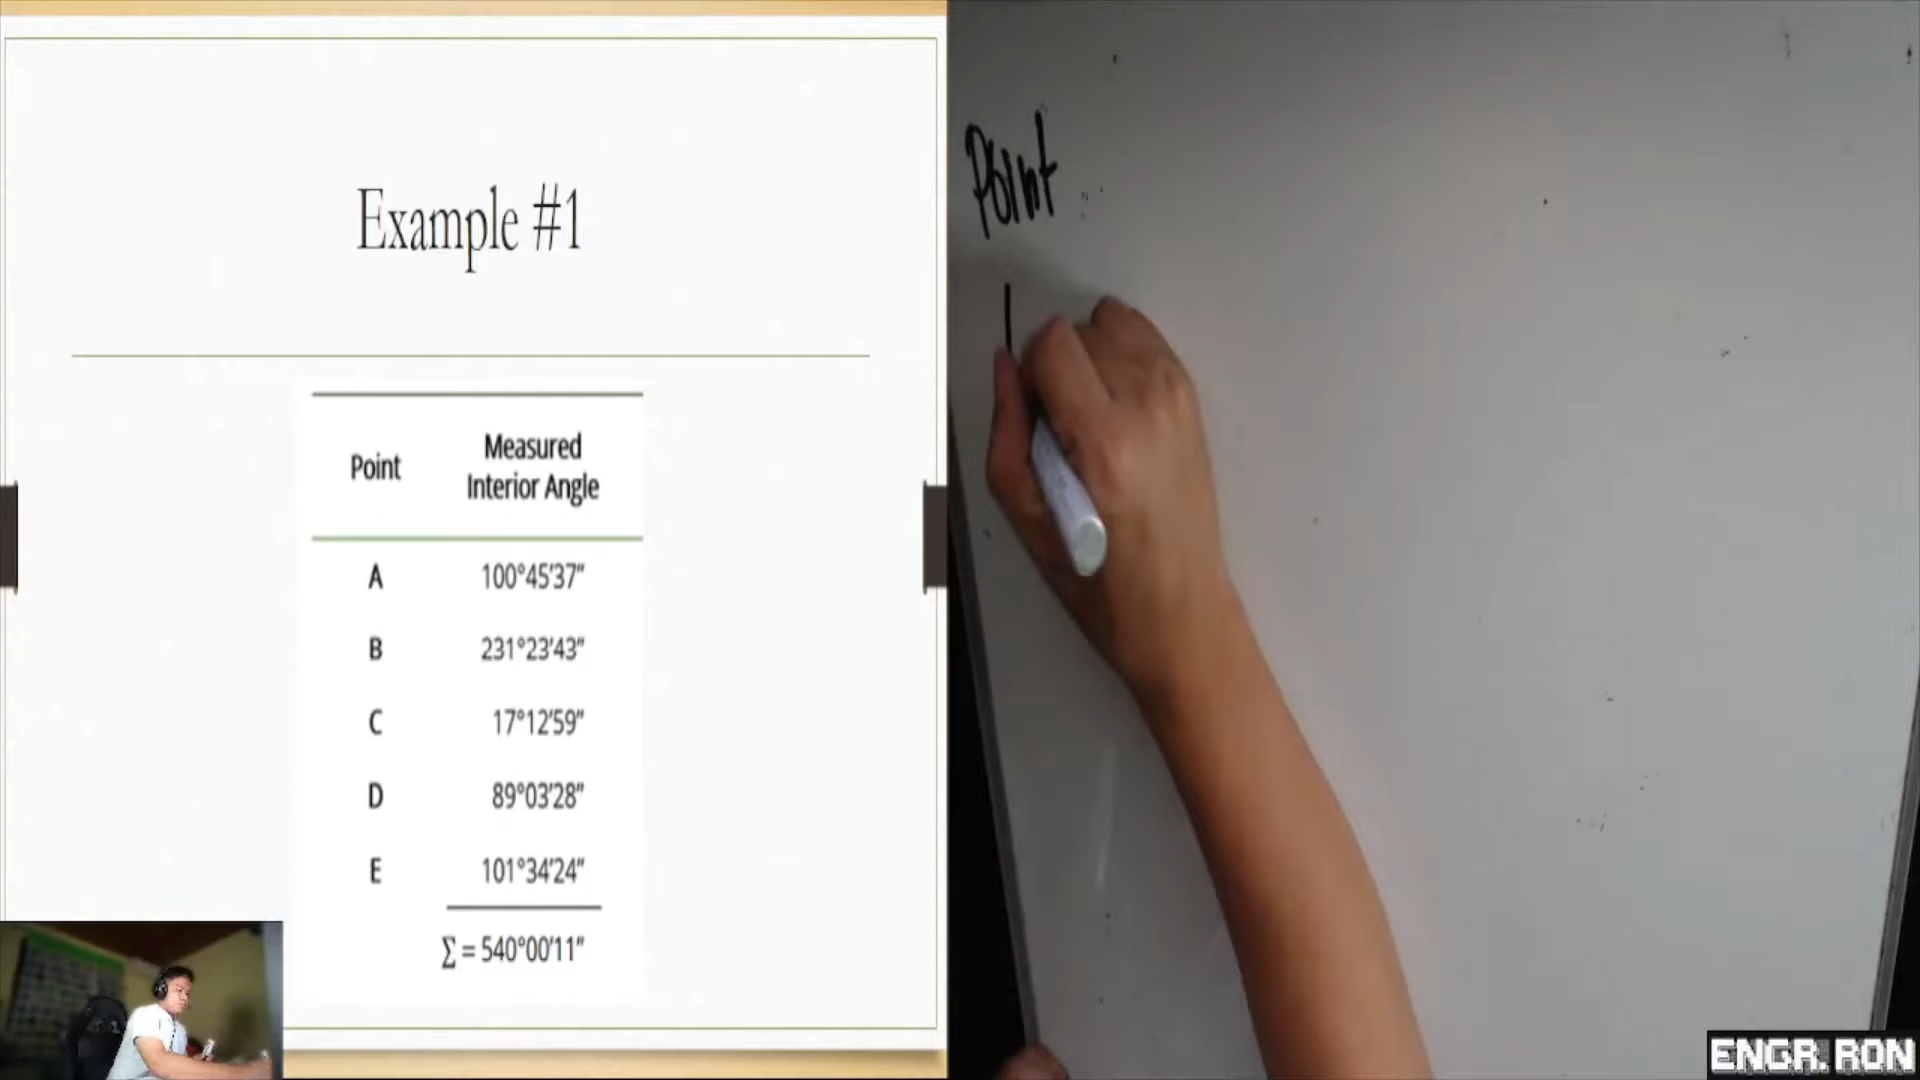 Example #1
Point
Measured
Interior Angle
A 100°45'37"
B 231°23'43"
C 17°12'59"
D 89°03'28"
E 101°34'24"
∑ = 540°00'11"
Point
ENGR. RON